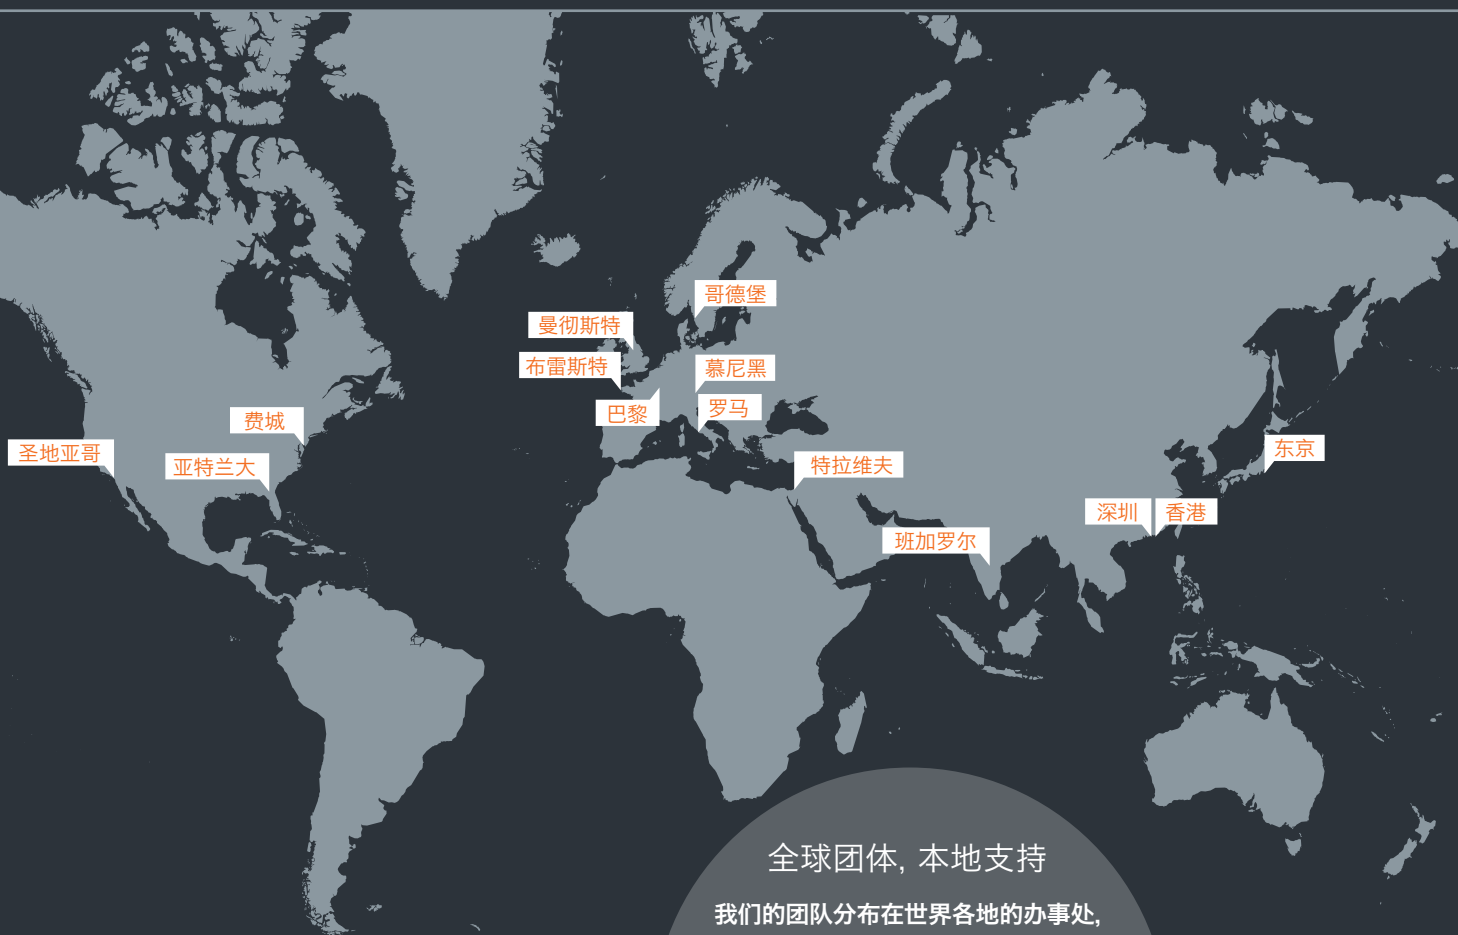 哥德堡
曼彻斯特
布雷斯特
慕尼黑
罗马
巴黎
费城
圣地亚哥
亚特兰大
特拉维夫
东京
深圳
香港
班加罗尔
全球团体, 本地支持
我们的团队分布在世界各地的办事处,